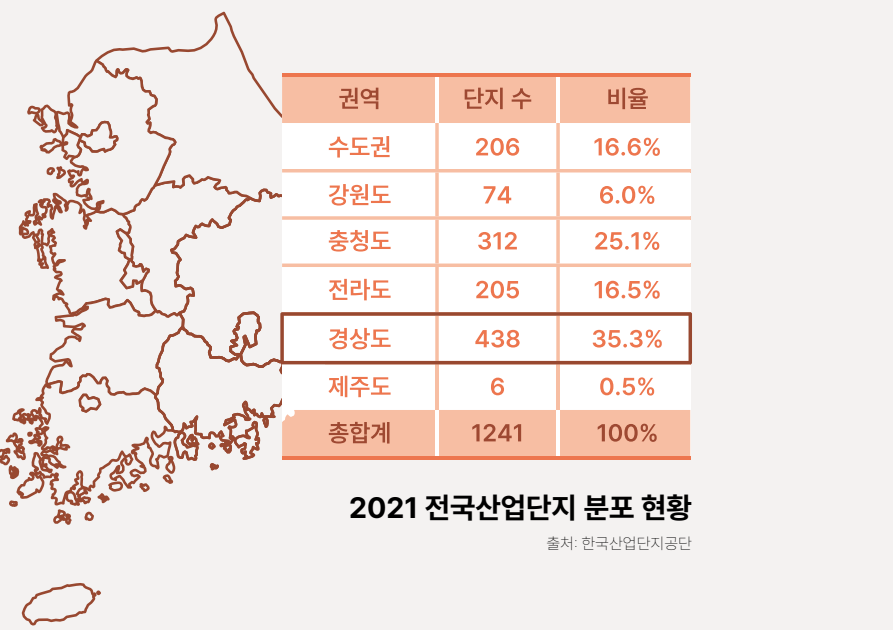 권역 단지 수 비율
수도권 206 16.6%
강원도 74 6.0%
충청도 312 25.1%
전라도 205 16.5%
경상도 438 35.3%
제주도 6 0.5%
총합계 1241 100%
2021 전국산업단지 분포 현황
출처: 한국산업단지공단